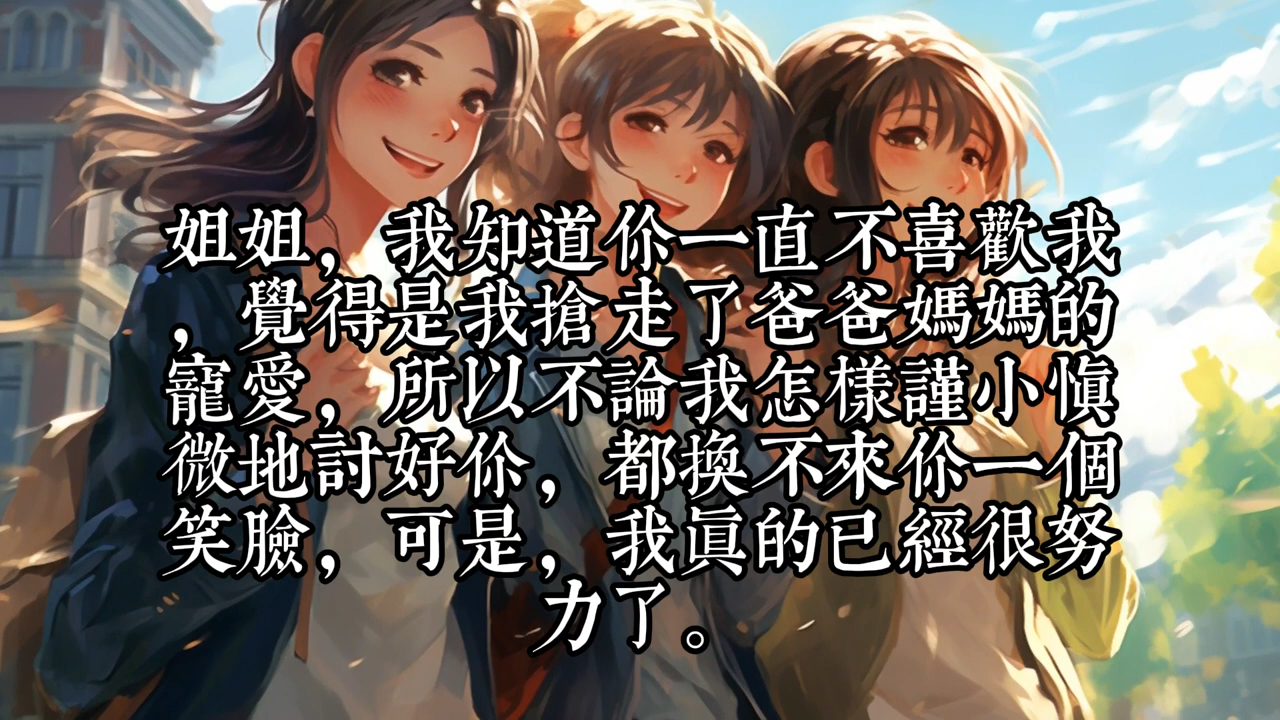 姐姐，我知道你一直不喜歡我
，覺得是我搶走了爸爸媽媽的
寵愛，所以不論我怎樣謹小慎
微地討好你，都換不來你一個
笑臉，可是，我真的已經很努
力了。